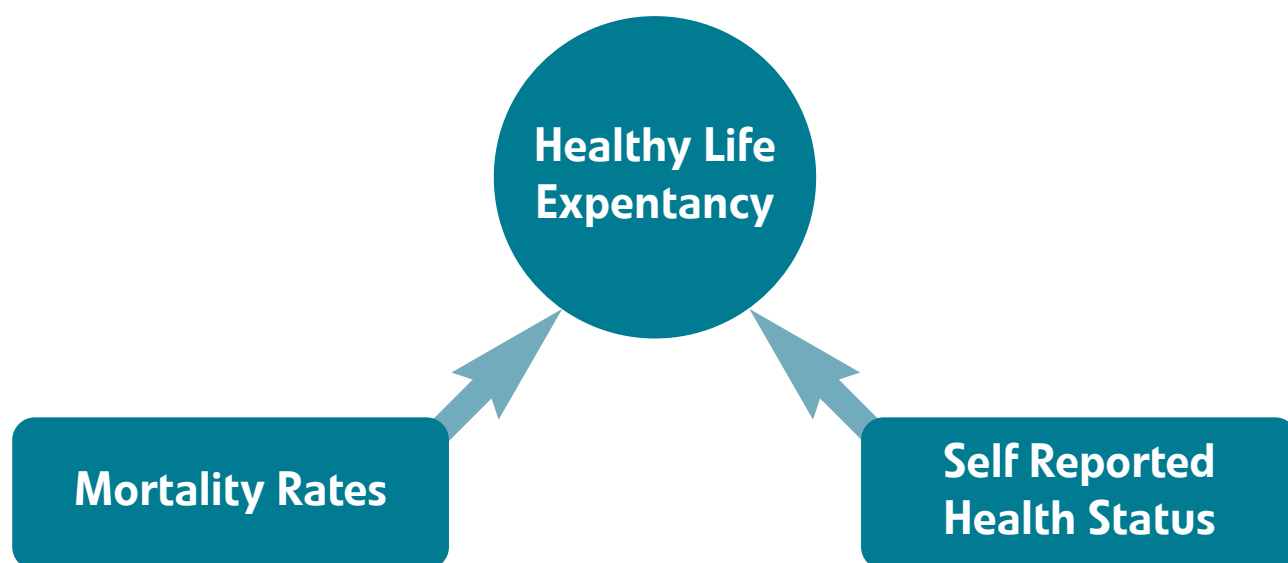 Healthy Life
Expentancy
Mortality Rates
Self Reported
Health Status